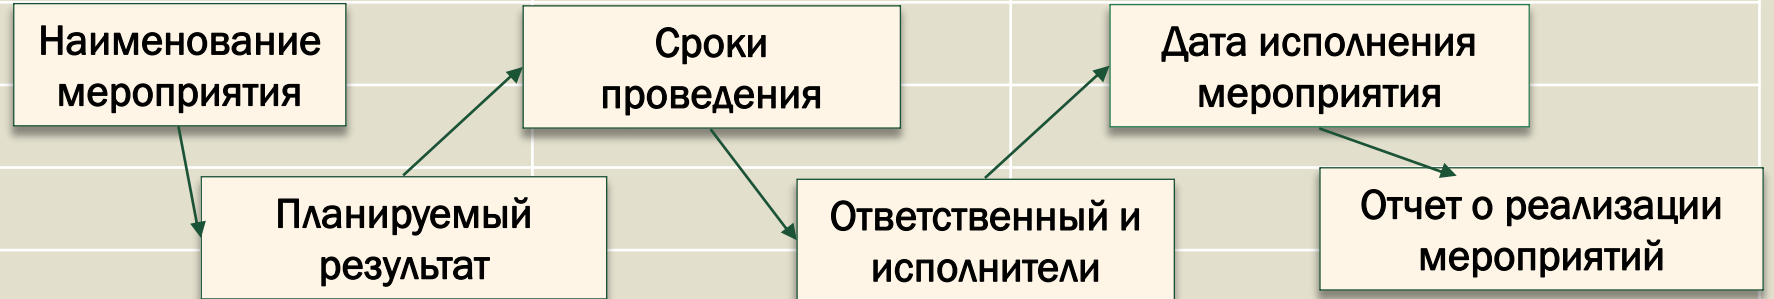 Наименование
мероприятия
Планируемый
результат
Сроки
проведения
Ответственный и
исполнители
Дата исполнения
мероприятия
Отчет о реализации
мероприятий